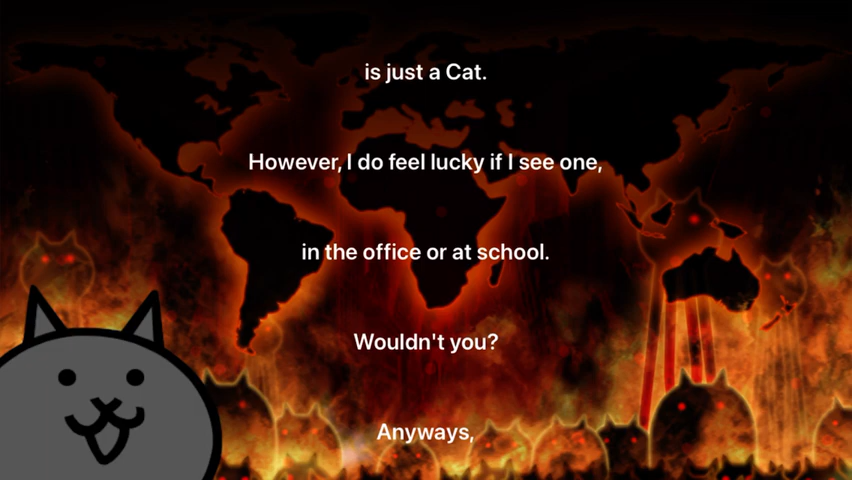 is just a Cat.
However, I do feel lucky if I see one,
in the office or at school.
Wouldn't you?
Anyways,